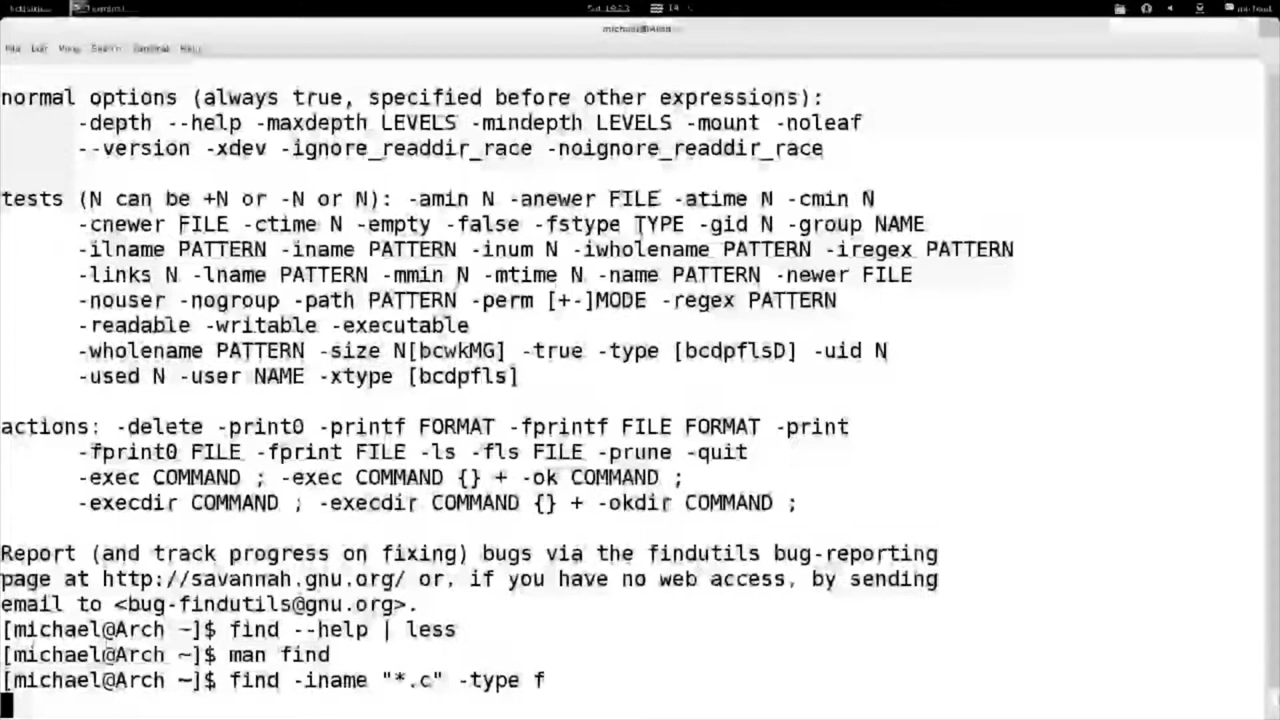 michael@Arch:~
File Edit View Search Terminal Help
normal options (always true, specified before other expressions):
-depth --help -maxdepth LEVELS -mindepth LEVELS -mount -noleaf
--version -xdev -ignore_readdir_race -noignore_readdir_race
tests (N can be +N or -N or N): -amin N -anewer FILE -atime N -cmin N
-cnewer FILE -ctime N -empty -false -fstype TYPE -gid N -group NAME
-ilname PATTERN -iname PATTERN -inum N -iwholename PATTERN -iregex PATTERN
-links N -lname PATTERN -mmin N -mtime N -name PATTERN -newer FILE
-nouser -nogroup -path PATTERN -perm [+-]MODE -regex PATTERN
-readable -writable -executable
-wholename PATTERN -size N[bcwkMG] -true -type [bcdpflsD] -uid N
-used N -user NAME -xtype [bcdpfls]
actions: -delete -print0 -printf FORMAT -fprintf FILE FORMAT -print
-fprint0 FILE -fprint FILE -ls -fls FILE -prune -quit
-exec COMMAND ; -exec COMMAND {} + -ok COMMAND ;
-execdir COMMAND ; -execdir COMMAND {} + -okdir COMMAND ;
Report (and track progress on fixing) bugs via the findutils bug-reporting
page at http://savannah.gnu.org/ or, if you have no web access, by sending
email to <bug-findutils@gnu.org>.
[michael@Arch ~]$ find --help | less
[michael@Arch ~]$ man find
[michael@Arch ~]$ find -iname "*.c" -type f